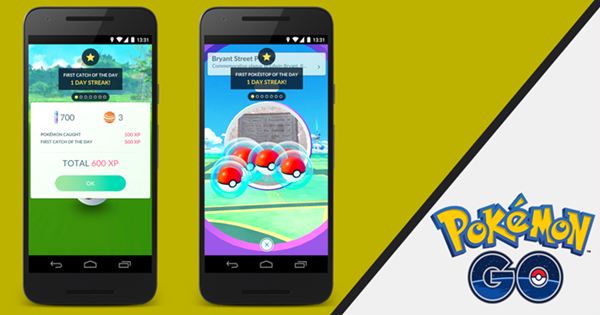 13:31
FIRST CATCH OF THE DAY
1 DAY STREAK!
700
3
POKÉMON CAUGHT 100 XP
FIRST CATCH OF THE DAY 500 XP
TOTAL 600 XP
OK
13:31
Bryant Street P
FIRST POKÉSTOP OF THE DAY
1 DAY STREAK!
POKÉMON
GO